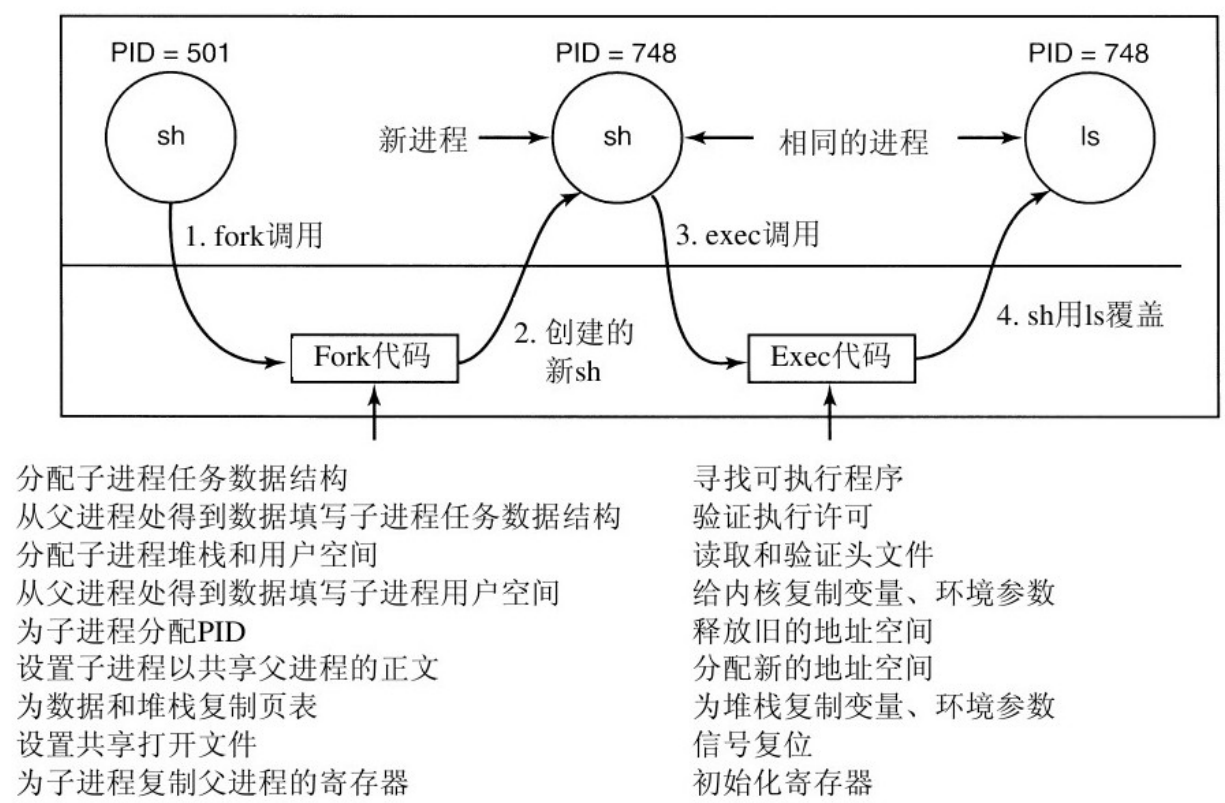 PID = 501
PID = 748
PID = 748
sh
新进程
sh
相同的进程
ls
1. fork调用
3. exec调用
2. 创建的
新sh
4. sh用ls覆盖
Fork代码
Exec代码
分配子进程任务数据结构
从父进程处得到数据填写子进程任务数据结构
分配子进程堆栈和用户空间
从父进程处得到数据填写子进程用户空间
为子进程分配PID
设置子进程以共享父进程的正文
为数据和堆栈复制页表
设置共享打开文件
为子进程复制父进程的寄存器
寻找可执行程序
验证执行许可
读取和验证头文件
给内核复制变量、环境参数
释放旧的地址空间
分配新的地址空间
为堆栈复制变量、环境参数
信号复位
初始化寄存器